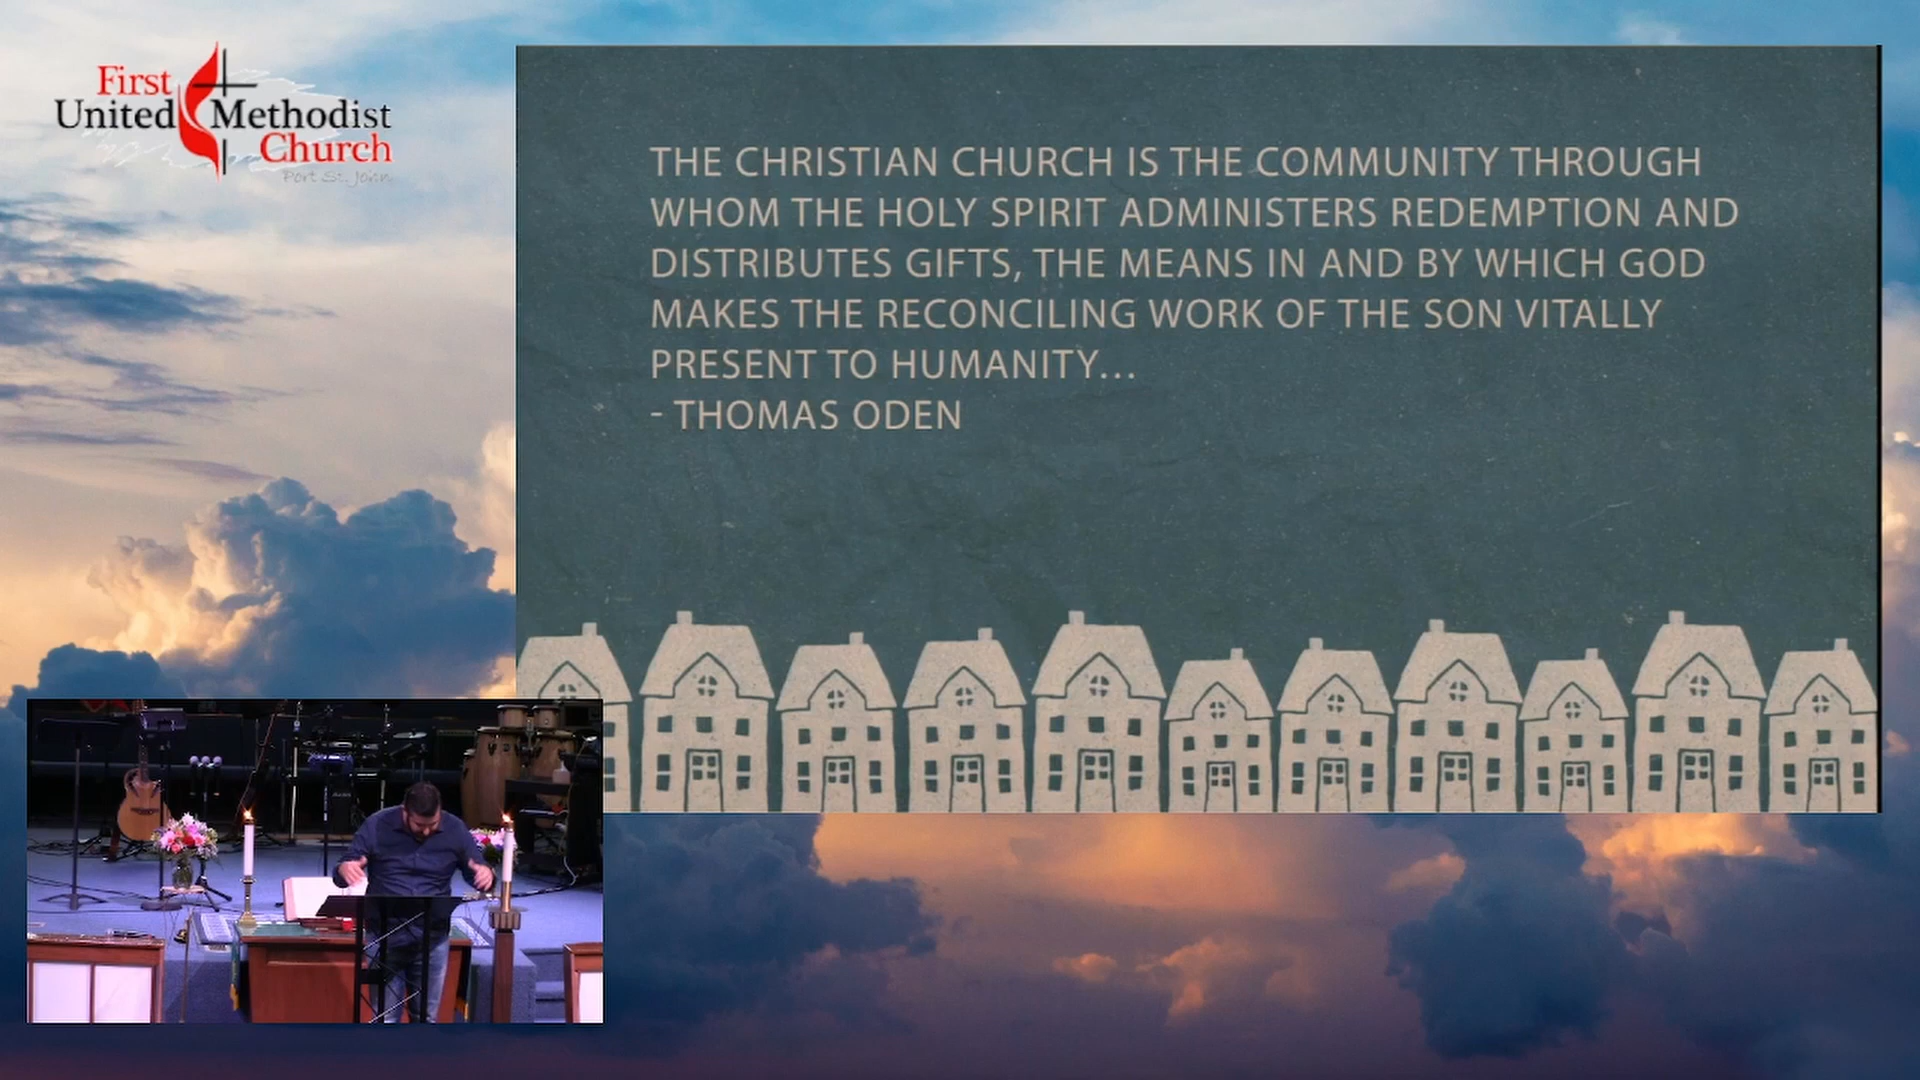 First
United Methodist
Church
Port St. John
THE CHRISTIAN CHURCH IS THE COMMUNITY THROUGH
WHOM THE HOLY SPIRIT ADMINISTERS REDEMPTION AND
DISTRIBUTES GIFTS, THE MEANS IN AND BY WHICH GOD
MAKES THE RECONCILING WORK OF THE SON VITALLY
PRESENT TO HUMANITY...
- THOMAS ODEN